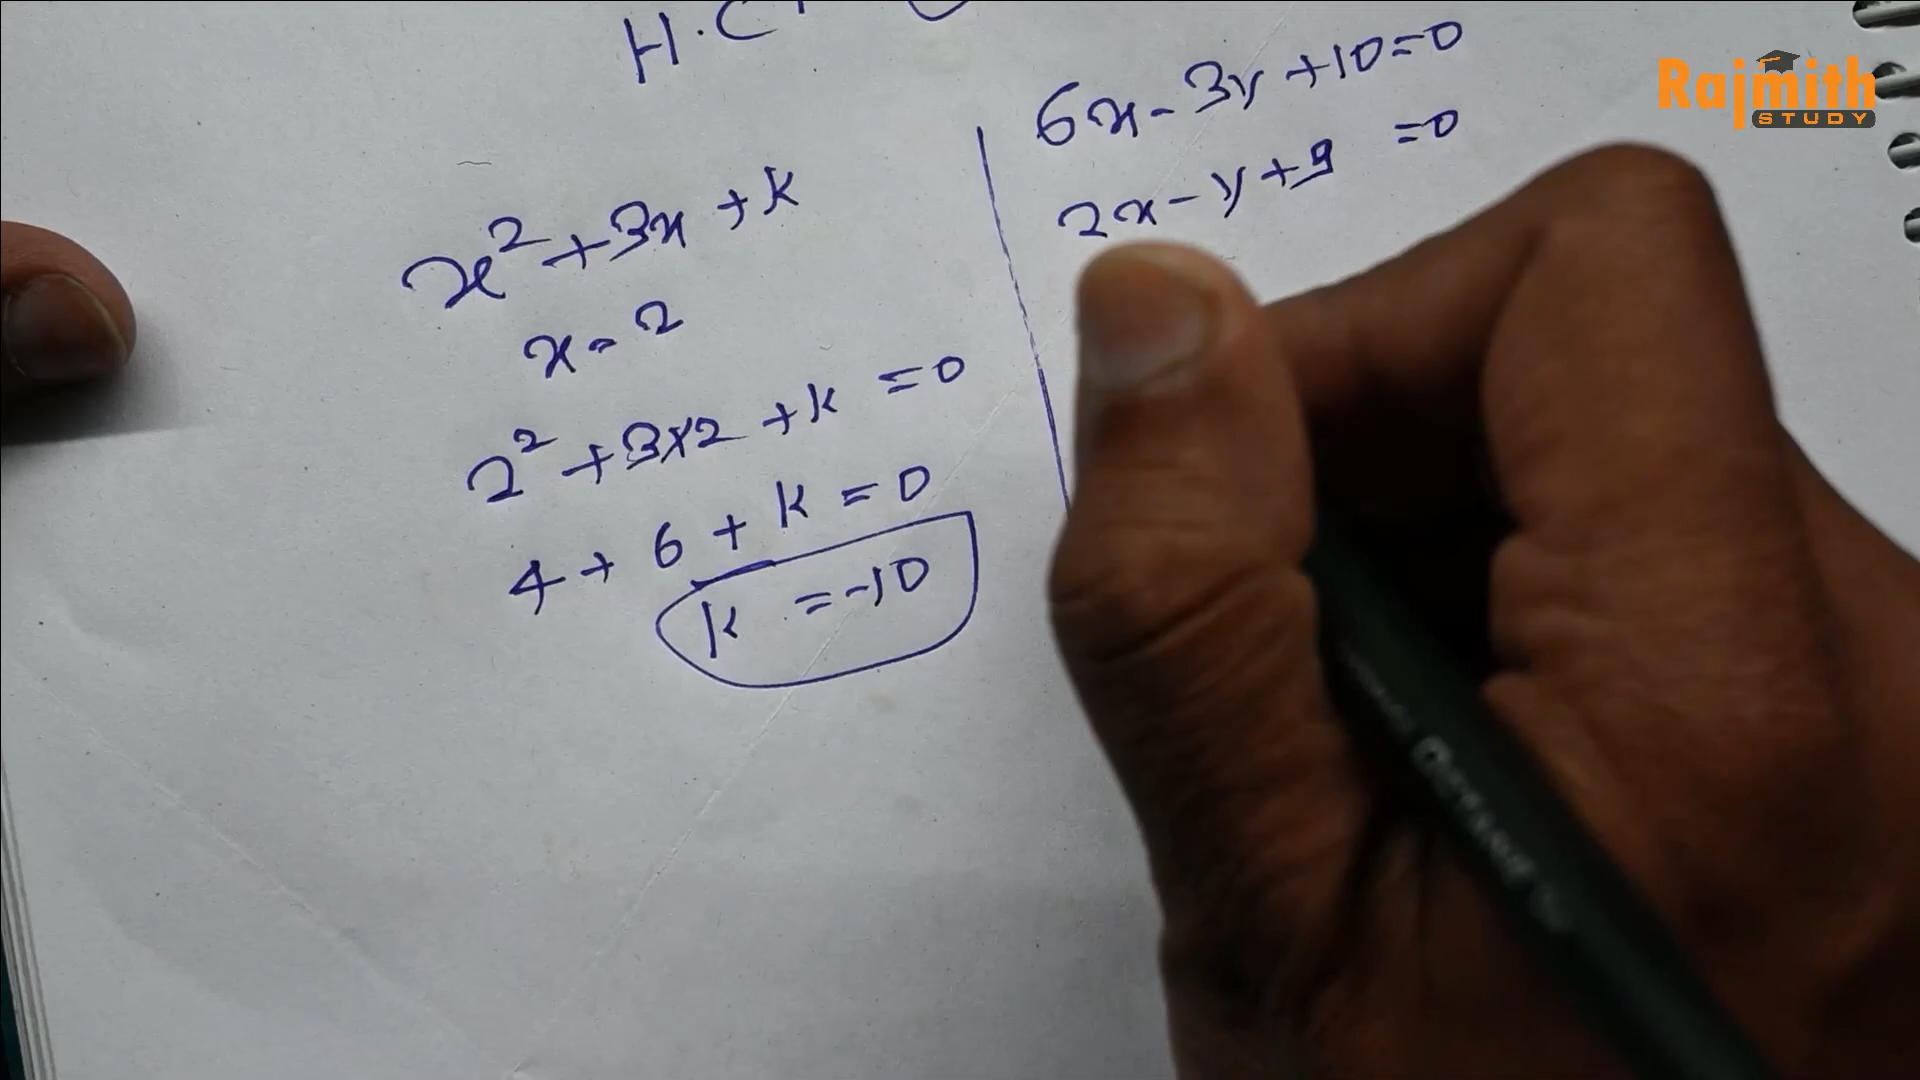 H.C
x² + 3x + k
x = 2
2² + 3×2 + k = 0
4 + 6 + k = 0
k = -10
6x - 3y + 10 = 0
2x - y + 9 = 0
Rajmith
STUDY